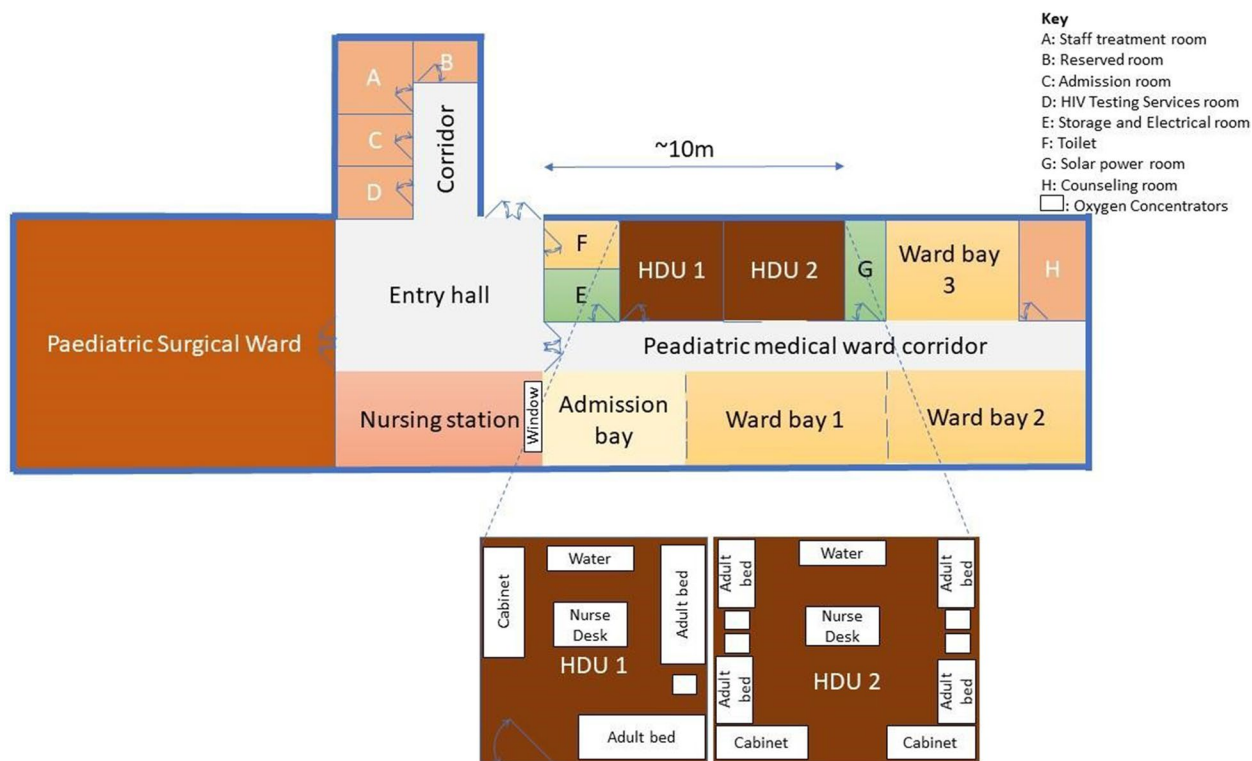 Key
A: Staff treatment room
B: Reserved room
C: Admission room
D: HIV Testing Services room
E: Storage and Electrical room
F: Toilet
G: Solar power room
H: Counseling room
: Oxygen Concentrators
A
B
C
D
Corridor
~10m
Paediatric Surgical Ward
Entry hall
F
E
HDU 1
HDU 2
G
Ward bay
3
H
Peadiatric medical ward corridor
Nursing station
Window
Admission
bay
Ward bay 1
Ward bay 2
Cabinet
Water
Nurse
Desk
Adult bed
HDU 1
Adult bed
Adult
bed
Water
Adult
bed
Nurse
Desk
Adult
bed
HDU 2
Adult
bed
Cabinet
Cabinet